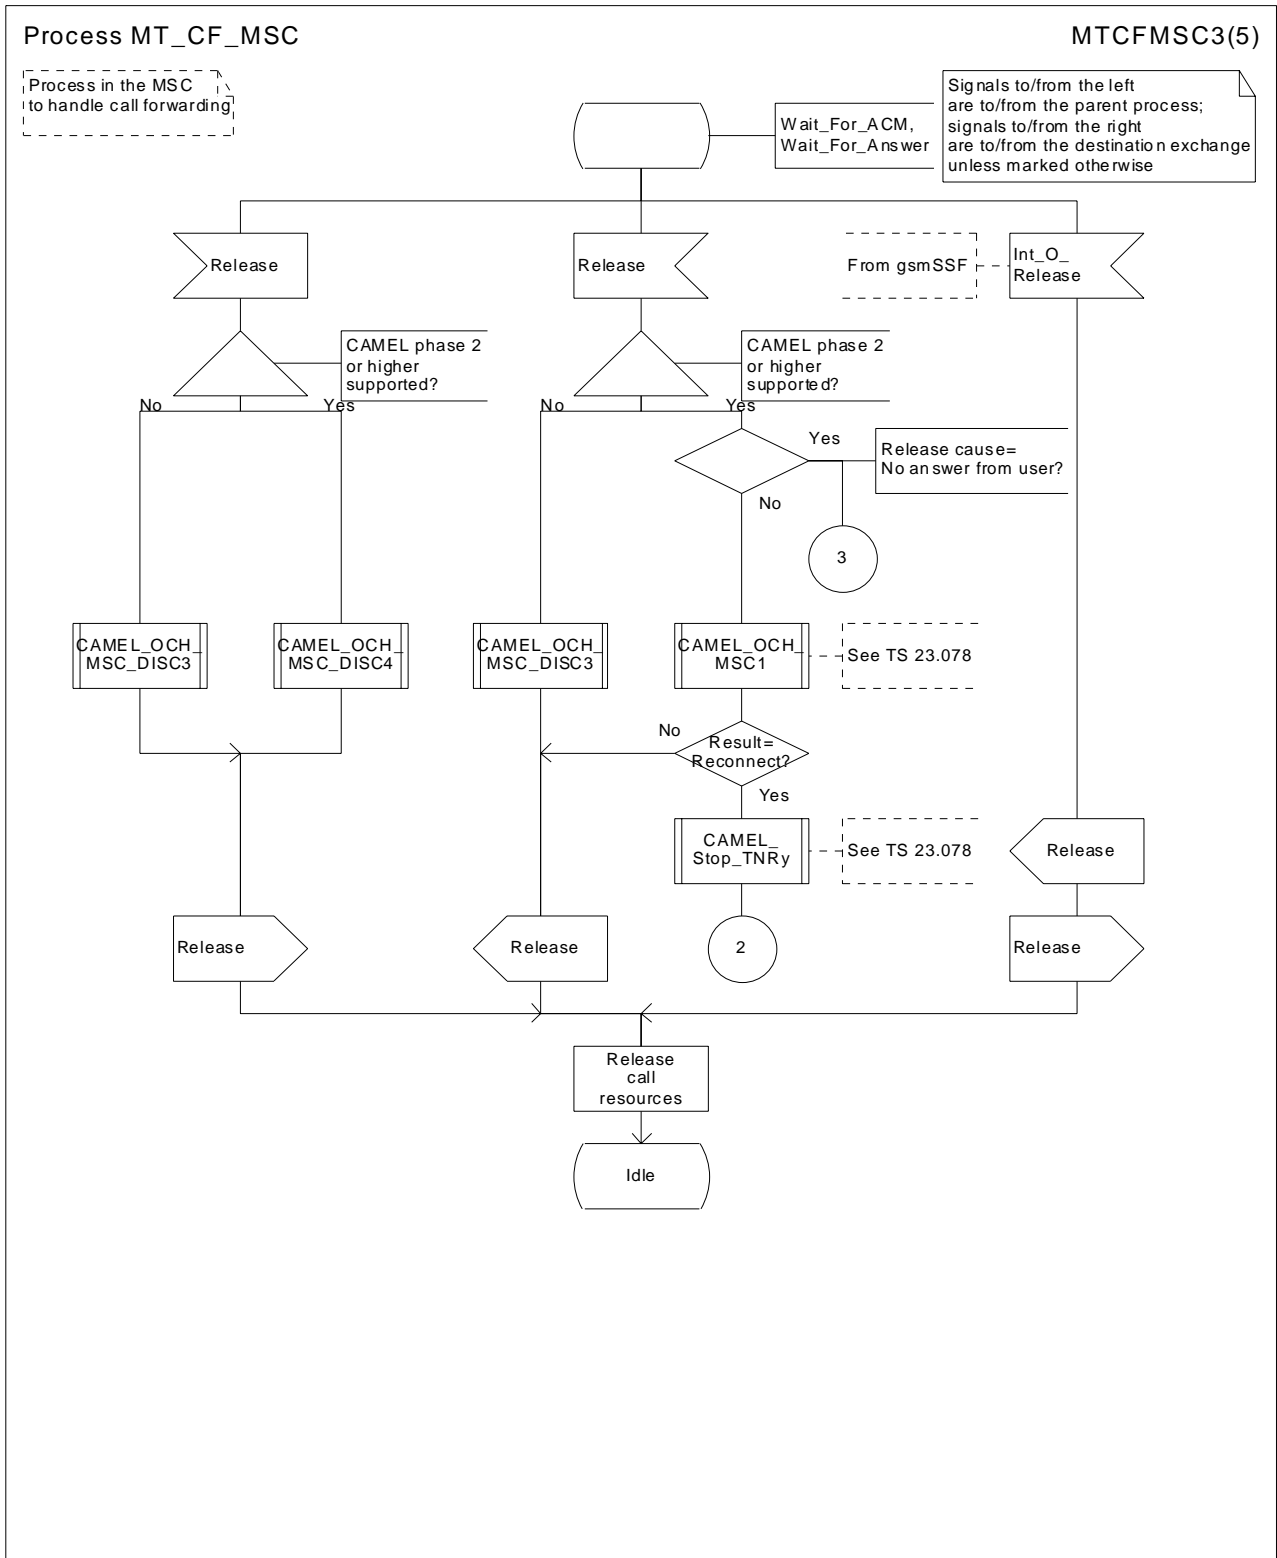 Process MT_CF_MSC
MTCFMSC3(5)
Process in the MSC
to handle call forwarding
Signals to/from the left
are to/from the parent process;
signals to/from the right
are to/from the destination exchange
unless marked otherwise
Wait_For_ACM,
Wait_For_Answer
Release
Release
From gsmSSF
Int_O_
Release
CAMEL phase 2
or higher
supported?
CAMEL phase 2
or higher
supported?
No
Yes
No
Yes
Yes
Release cause=
No answer from user?
No
3
CAMEL_OCH_
MSC_DISC3
CAMEL_OCH_
MSC_DISC4
CAMEL_OCH_
MSC_DISC3
CAMEL_OCH_
MSC1
See TS 23.078
No
Result=
Reconnect?
Yes
CAMEL_
Stop_TNRy
See TS 23.078
Release
Release
Release
2
Release
Release
call
resources
Idle